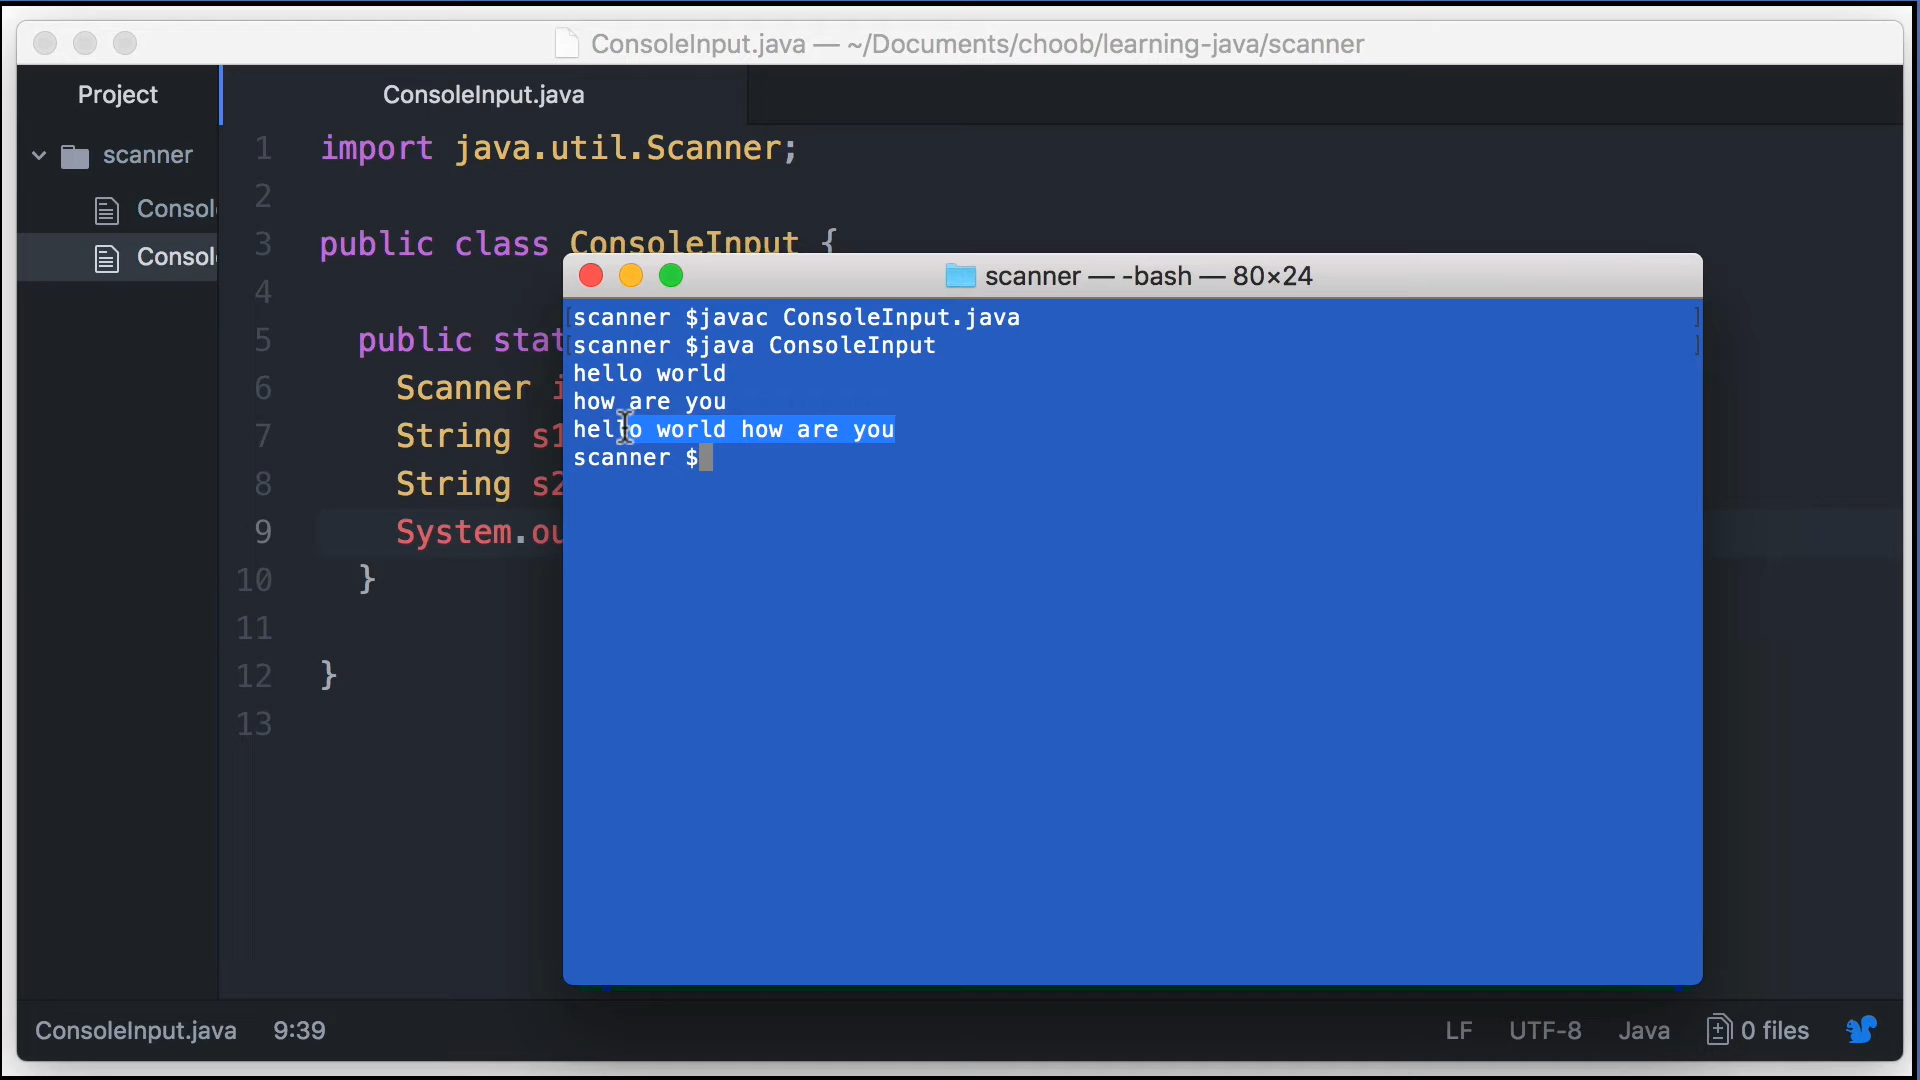 ConsoleInput.java — ~/Documents/choob/learning-java/scanner
Project
scanner
Consol
Consol
ConsoleInput.java
1 import java.util.Scanner;
2
3 public class ConsoleInput {
4
5 public stat
6 Scanner i
7 String s1
8 String s2
9 System.ou
10 }
11
12 }
13
scanner — -bash — 80×24
[scanner $javac ConsoleInput.java ]
[scanner $java ConsoleInput ]
hello world
how are you
hello world how are you
scanner $
ConsoleInput.java 9:39
LF UTF-8 Java 0 files